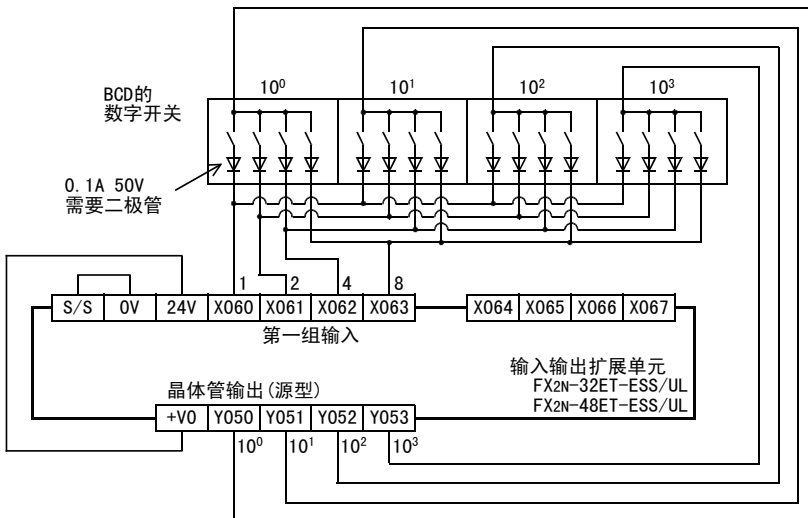 10⁰ 10¹ 10² 10³
BCD的
数字开关
0.1A 50V
需要二极管
1 2 4 8
S/S 0V 24V X060 X061 X062 X063 X064 X065 X066 X067
第一组输入
输入输出扩展单元
晶体管输出(源型)
FX2N-32ET-ESS/UL
FX2N-48ET-ESS/UL
+V0 Y050 Y051 Y052 Y053
10⁰ 10¹ 10² 10³